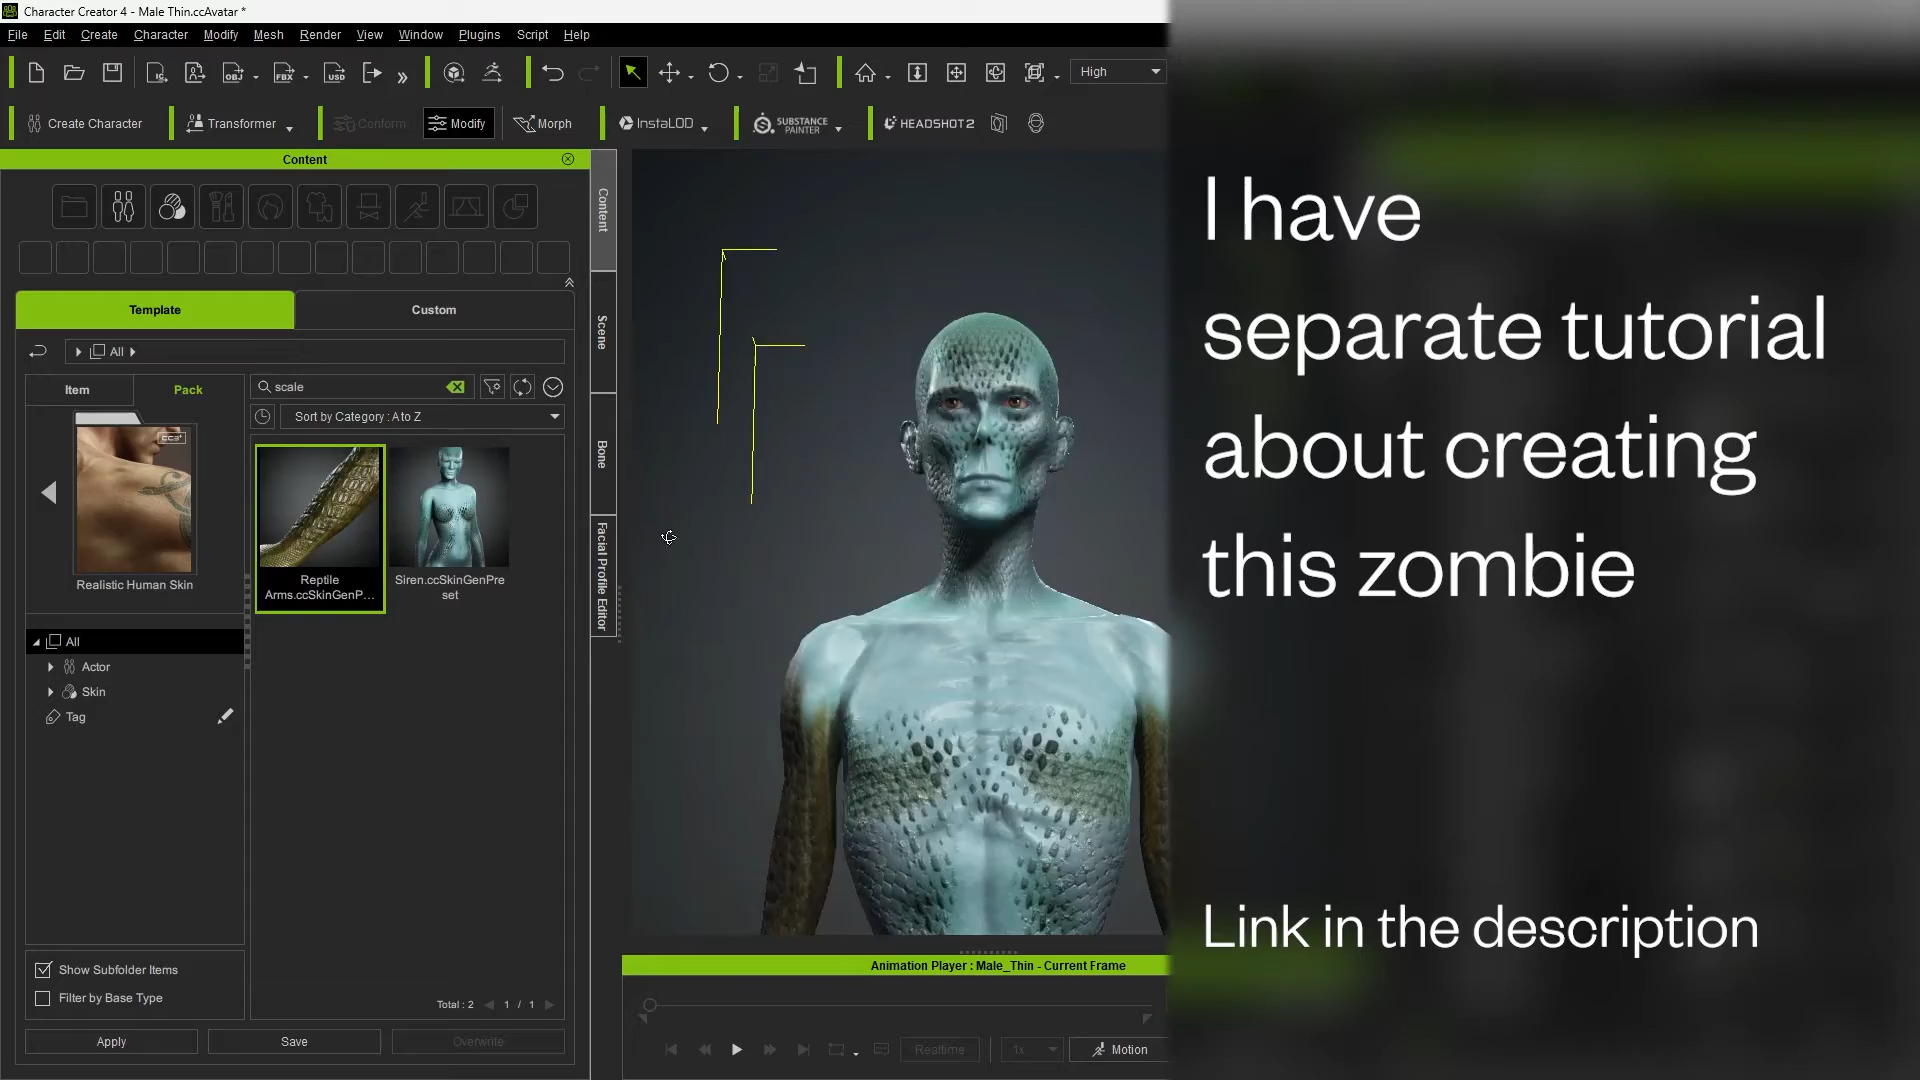 Character Creator 4 - Male Thin.ccAvatar *
File Edit Create Character Modify Mesh Render View Window Plugins Script Help
High
Create Character Transformer Conform Modify Morph InstaLOD SUBSTANCE PAINTER HEADSHOT 2
Content
Content
Scene
Bone
Facial Profile Editor
Template Custom
All
Item Pack
scale
Sort by Category : A to Z
Realistic Human Skin
Reptile
Arms.ccSkinGenP...
Siren.ccSkinGenPre
set
All
Actor
Skin
Tag
Show Subfolder Items
Filter by Base Type
Total : 2 1 / 1
Apply Save Overwrite
Animation Player : Male_Thin - Current Frame
Realtime 1x Motion
I have
separate tutorial
about creating
this zombie
Link in the description